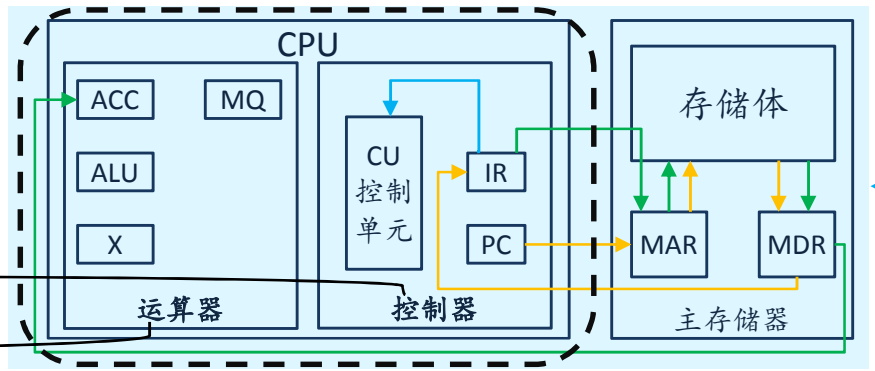 CPU
ACC
MQ
ALU
X
运算器
CU
控制
单元
IR
PC
控制器
存储体
MAR
MDR
主存储器